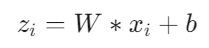 z_i = W * x_i + b